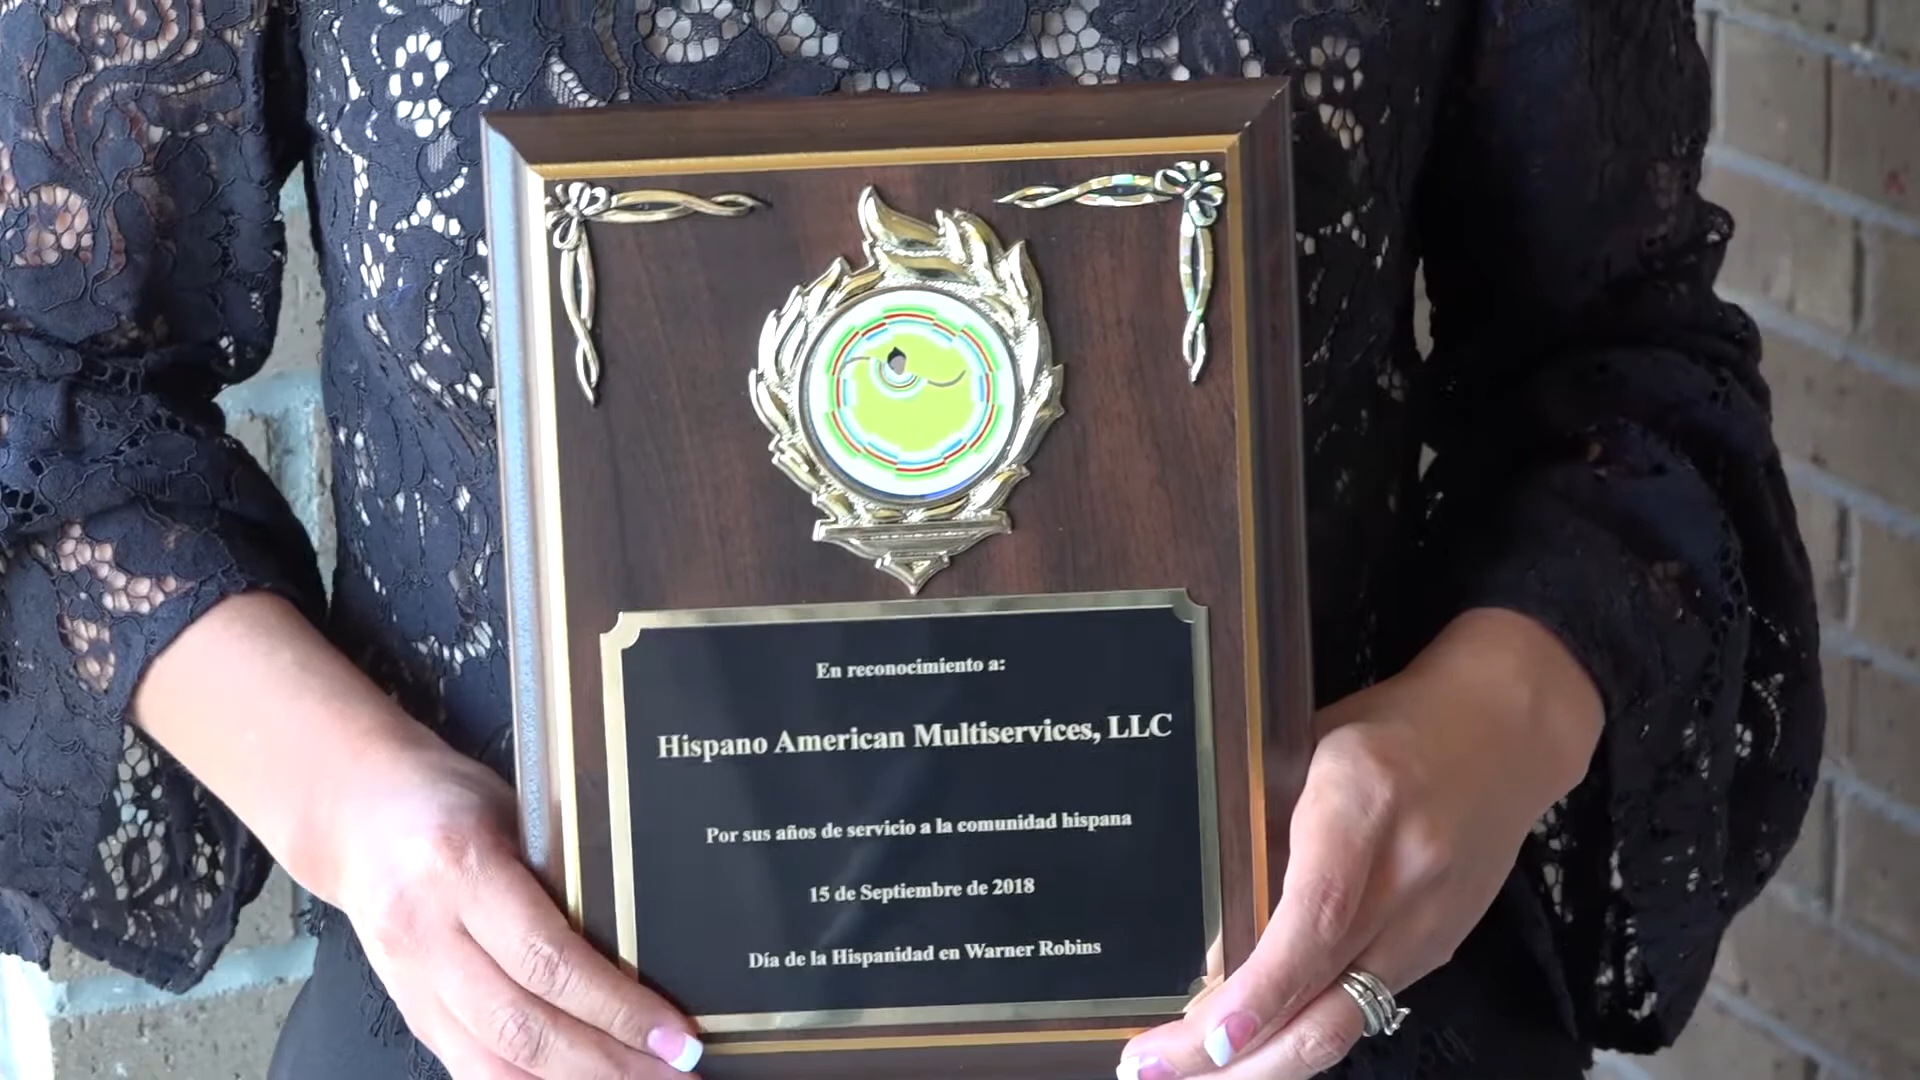 En reconocimiento a:
Hispano American Multiservices, LLC
Por sus años de servicio a la comunidad hispana
15 de Septiembre de 2018
Día de la Hispanidad en Warner Robins